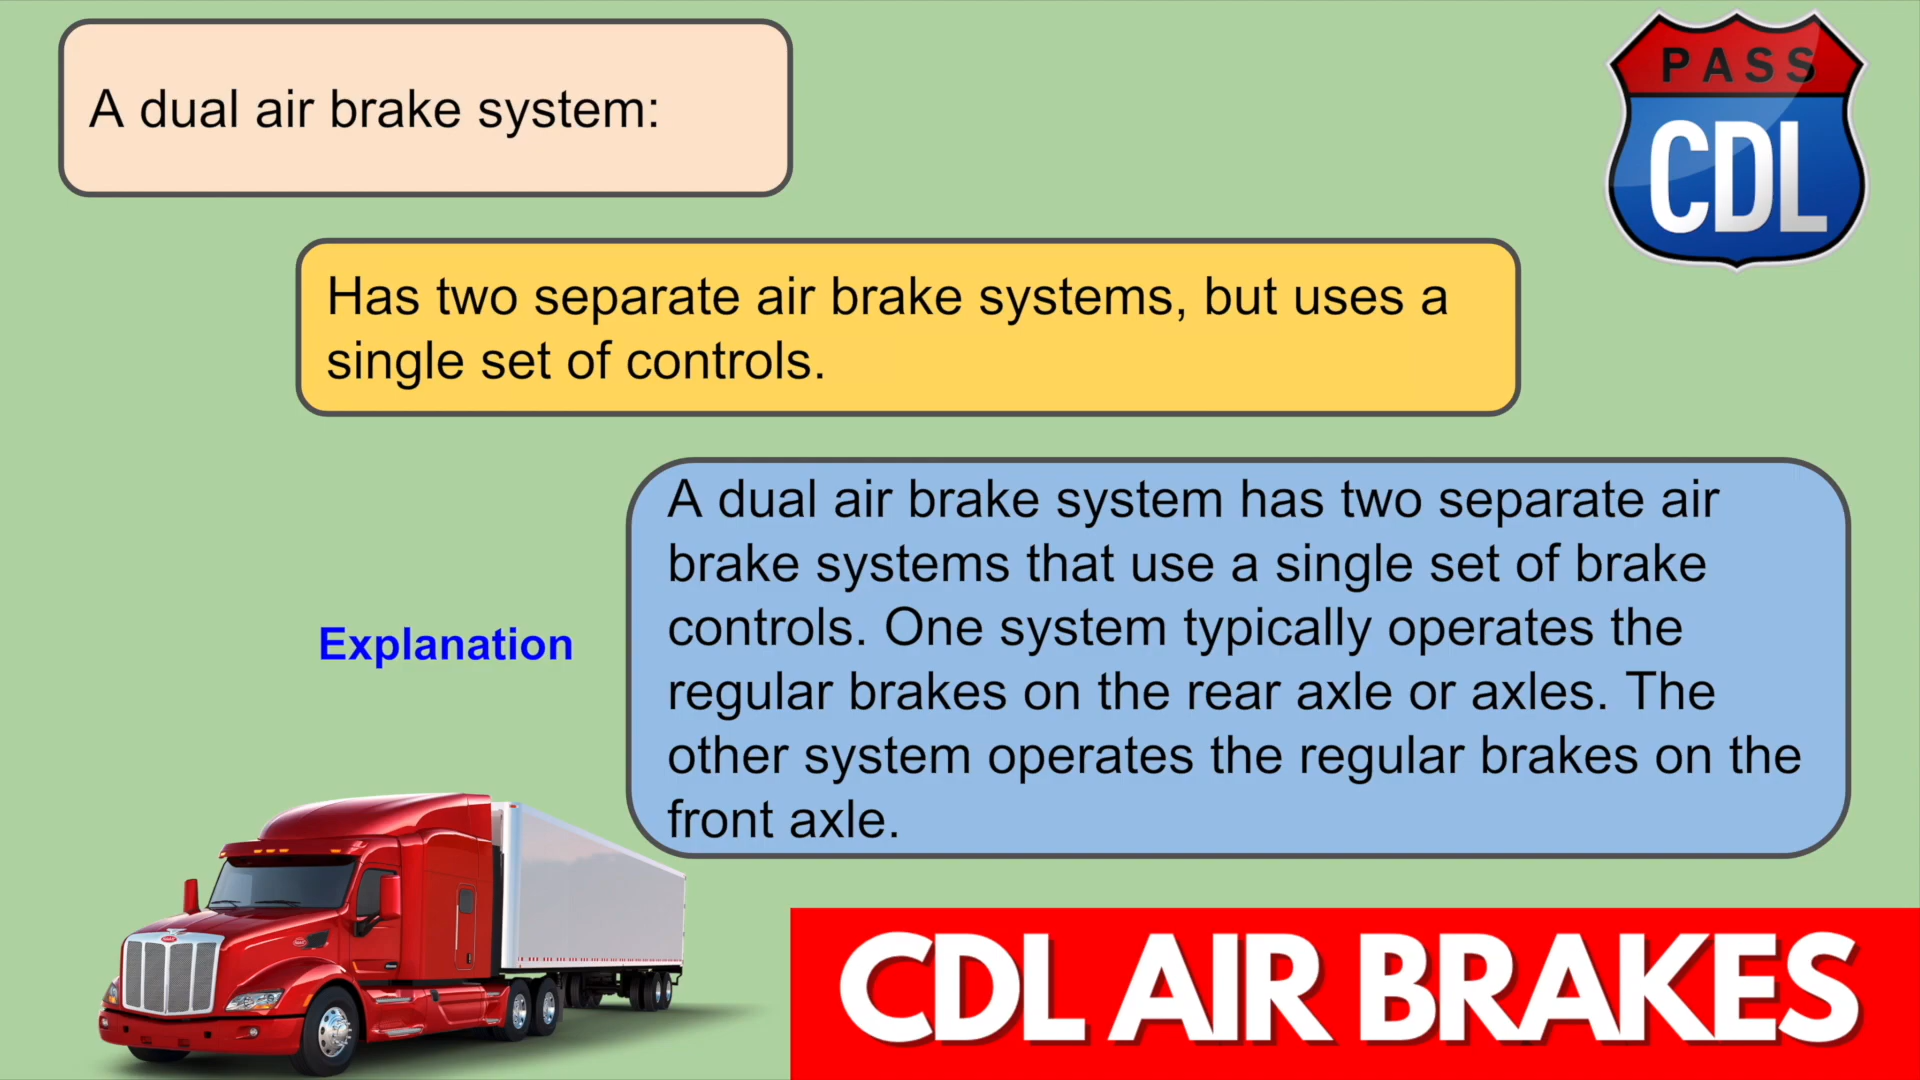 A dual air brake system:
PASS
CDL
Has two separate air brake systems, but uses a
single set of controls.
Explanation
A dual air brake system has two separate air
brake systems that use a single set of brake
controls. One system typically operates the
regular brakes on the rear axle or axles. The
other system operates the regular brakes on the
front axle.
CDL AIR BRAKES